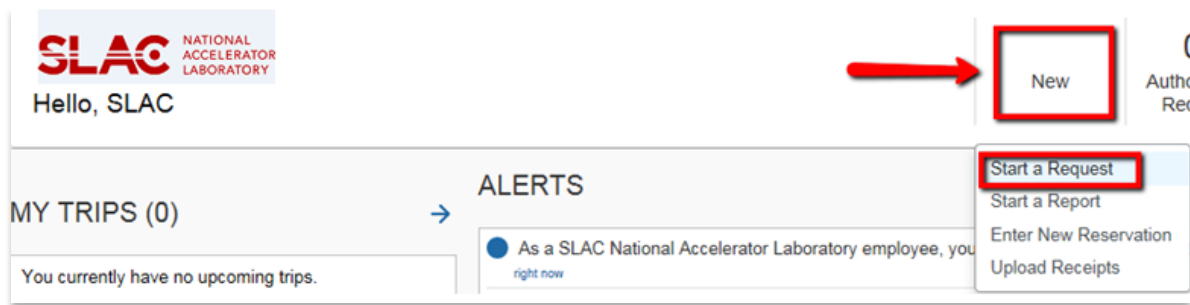 SLAC NATIONAL
ACCELERATOR
LABORATORY
Hello, SLAC
New
MY TRIPS (0)
You currently have no upcoming trips.
ALERTS
As a SLAC National Accelerator Laboratory employee, you
right now
Start a Request
Start a Report
Enter New Reservation
Upload Receipts